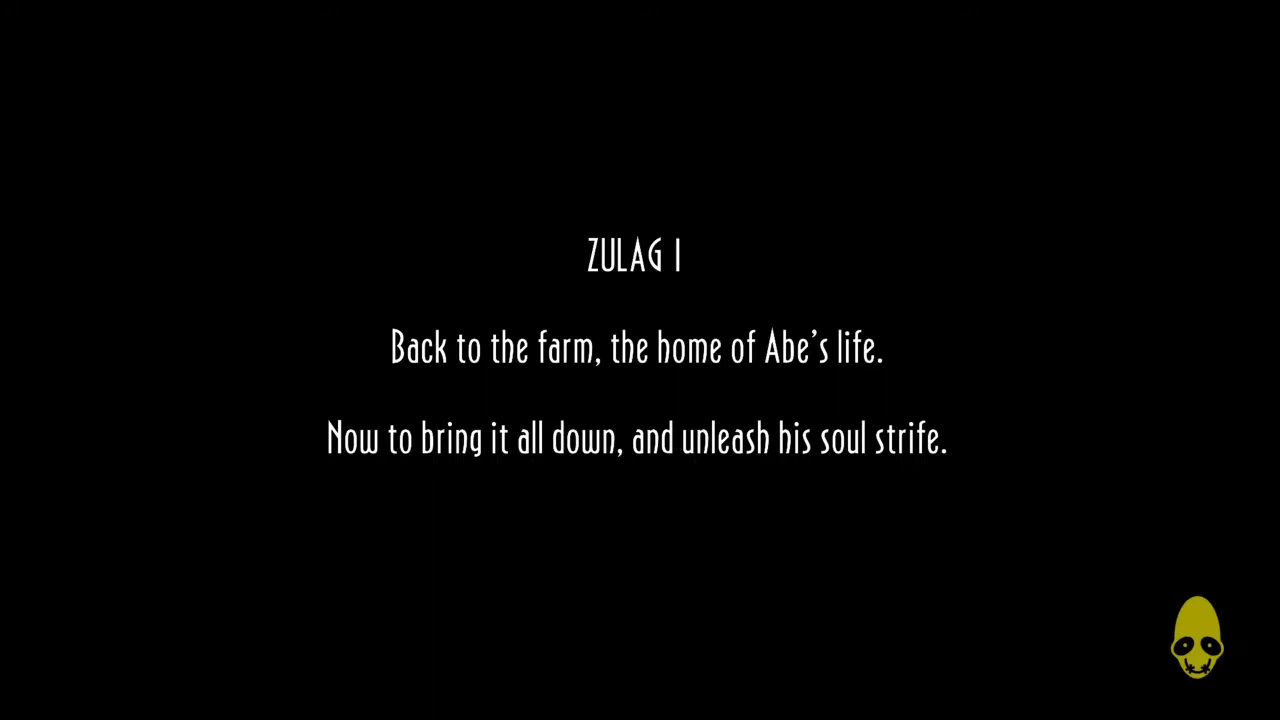 ZULAG 1
Back to the farm, the home of Abe’s life.
Now to bring it all down, and unleash his soul strife.